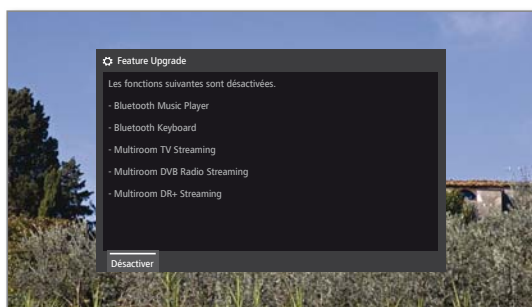 Feature Upgrade
Les fonctions suivantes sont désactivées.
- Bluetooth Music Player
- Bluetooth Keyboard
- Multiroom TV Streaming
- Multiroom DVB Radio Streaming
- Multiroom DR+ Streaming
Désactiver